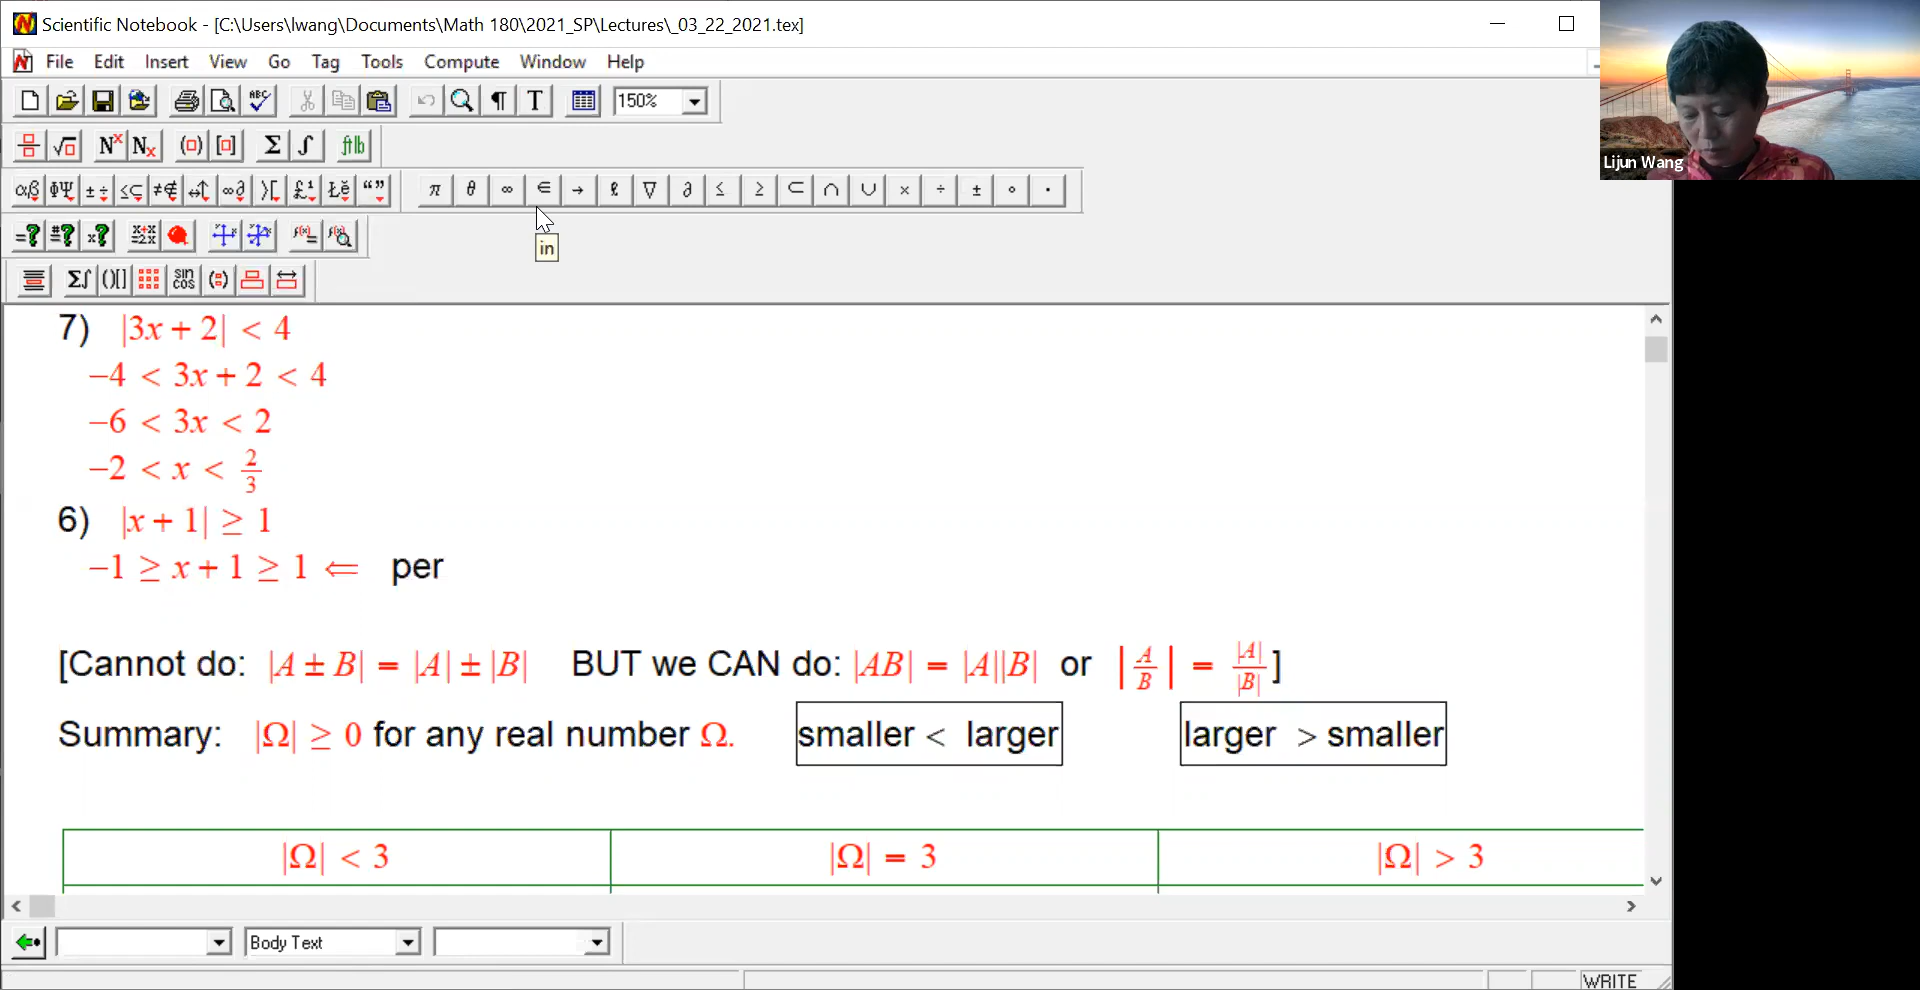 Scientific Notebook - [C:\Users\lwang\Documents\Math 180\2021_SP\Lectures\_03_22_2021.tex]
File Edit Insert View Go Tag Tools Compute Window Help
150%
π θ ∞ ∈ → ℓ ∇ ∂ ≤ ≥ ⊂ ∩ ∪ × ÷ ± ∘ ·
in
sin
cos
Lijun Wang
7) |3x + 2| < 4
−4 < 3x + 2 < 4
−6 < 3x < 2
−2 < x < 2/3
6) |x + 1| ≥ 1
−1 ≥ x + 1 ≥ 1 ⇐ per
[Cannot do: |A ± B| = |A| ± |B| BUT we CAN do: |AB| = |A||B| or |A/B| = |A|/|B| ]
Summary: |Ω| ≥ 0 for any real number Ω. smaller < larger larger > smaller
|Ω| < 3 |Ω| = 3 |Ω| > 3
Body Text
WRITE